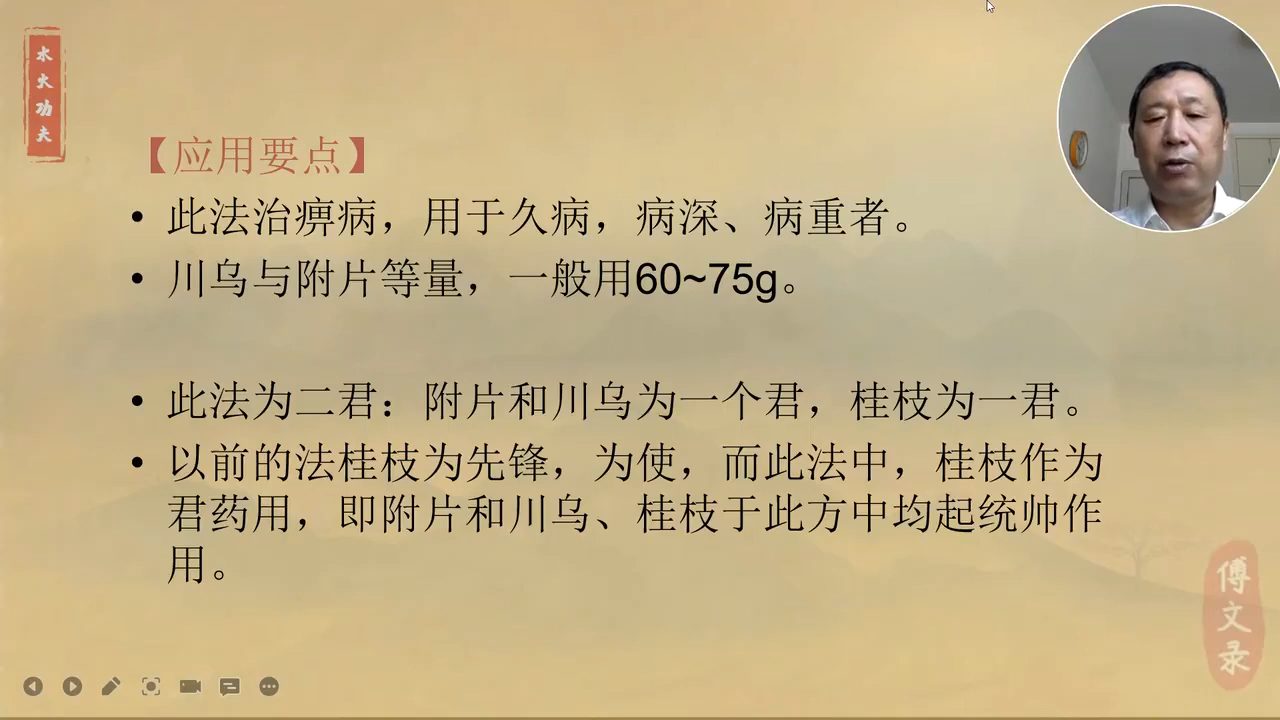 水火功夫
【应用要点】
• 此法治痹病，用于久病，病深、病重者。
• 川乌与附片等量，一般用60~75g。
• 此法为二君：附片和川乌为一个君，桂枝为一君。
• 以前的法桂枝为先锋，为使，而此法中，桂枝作为
君药用，即附片和川乌、桂枝于此方中均起统帅作
用。
傅文录